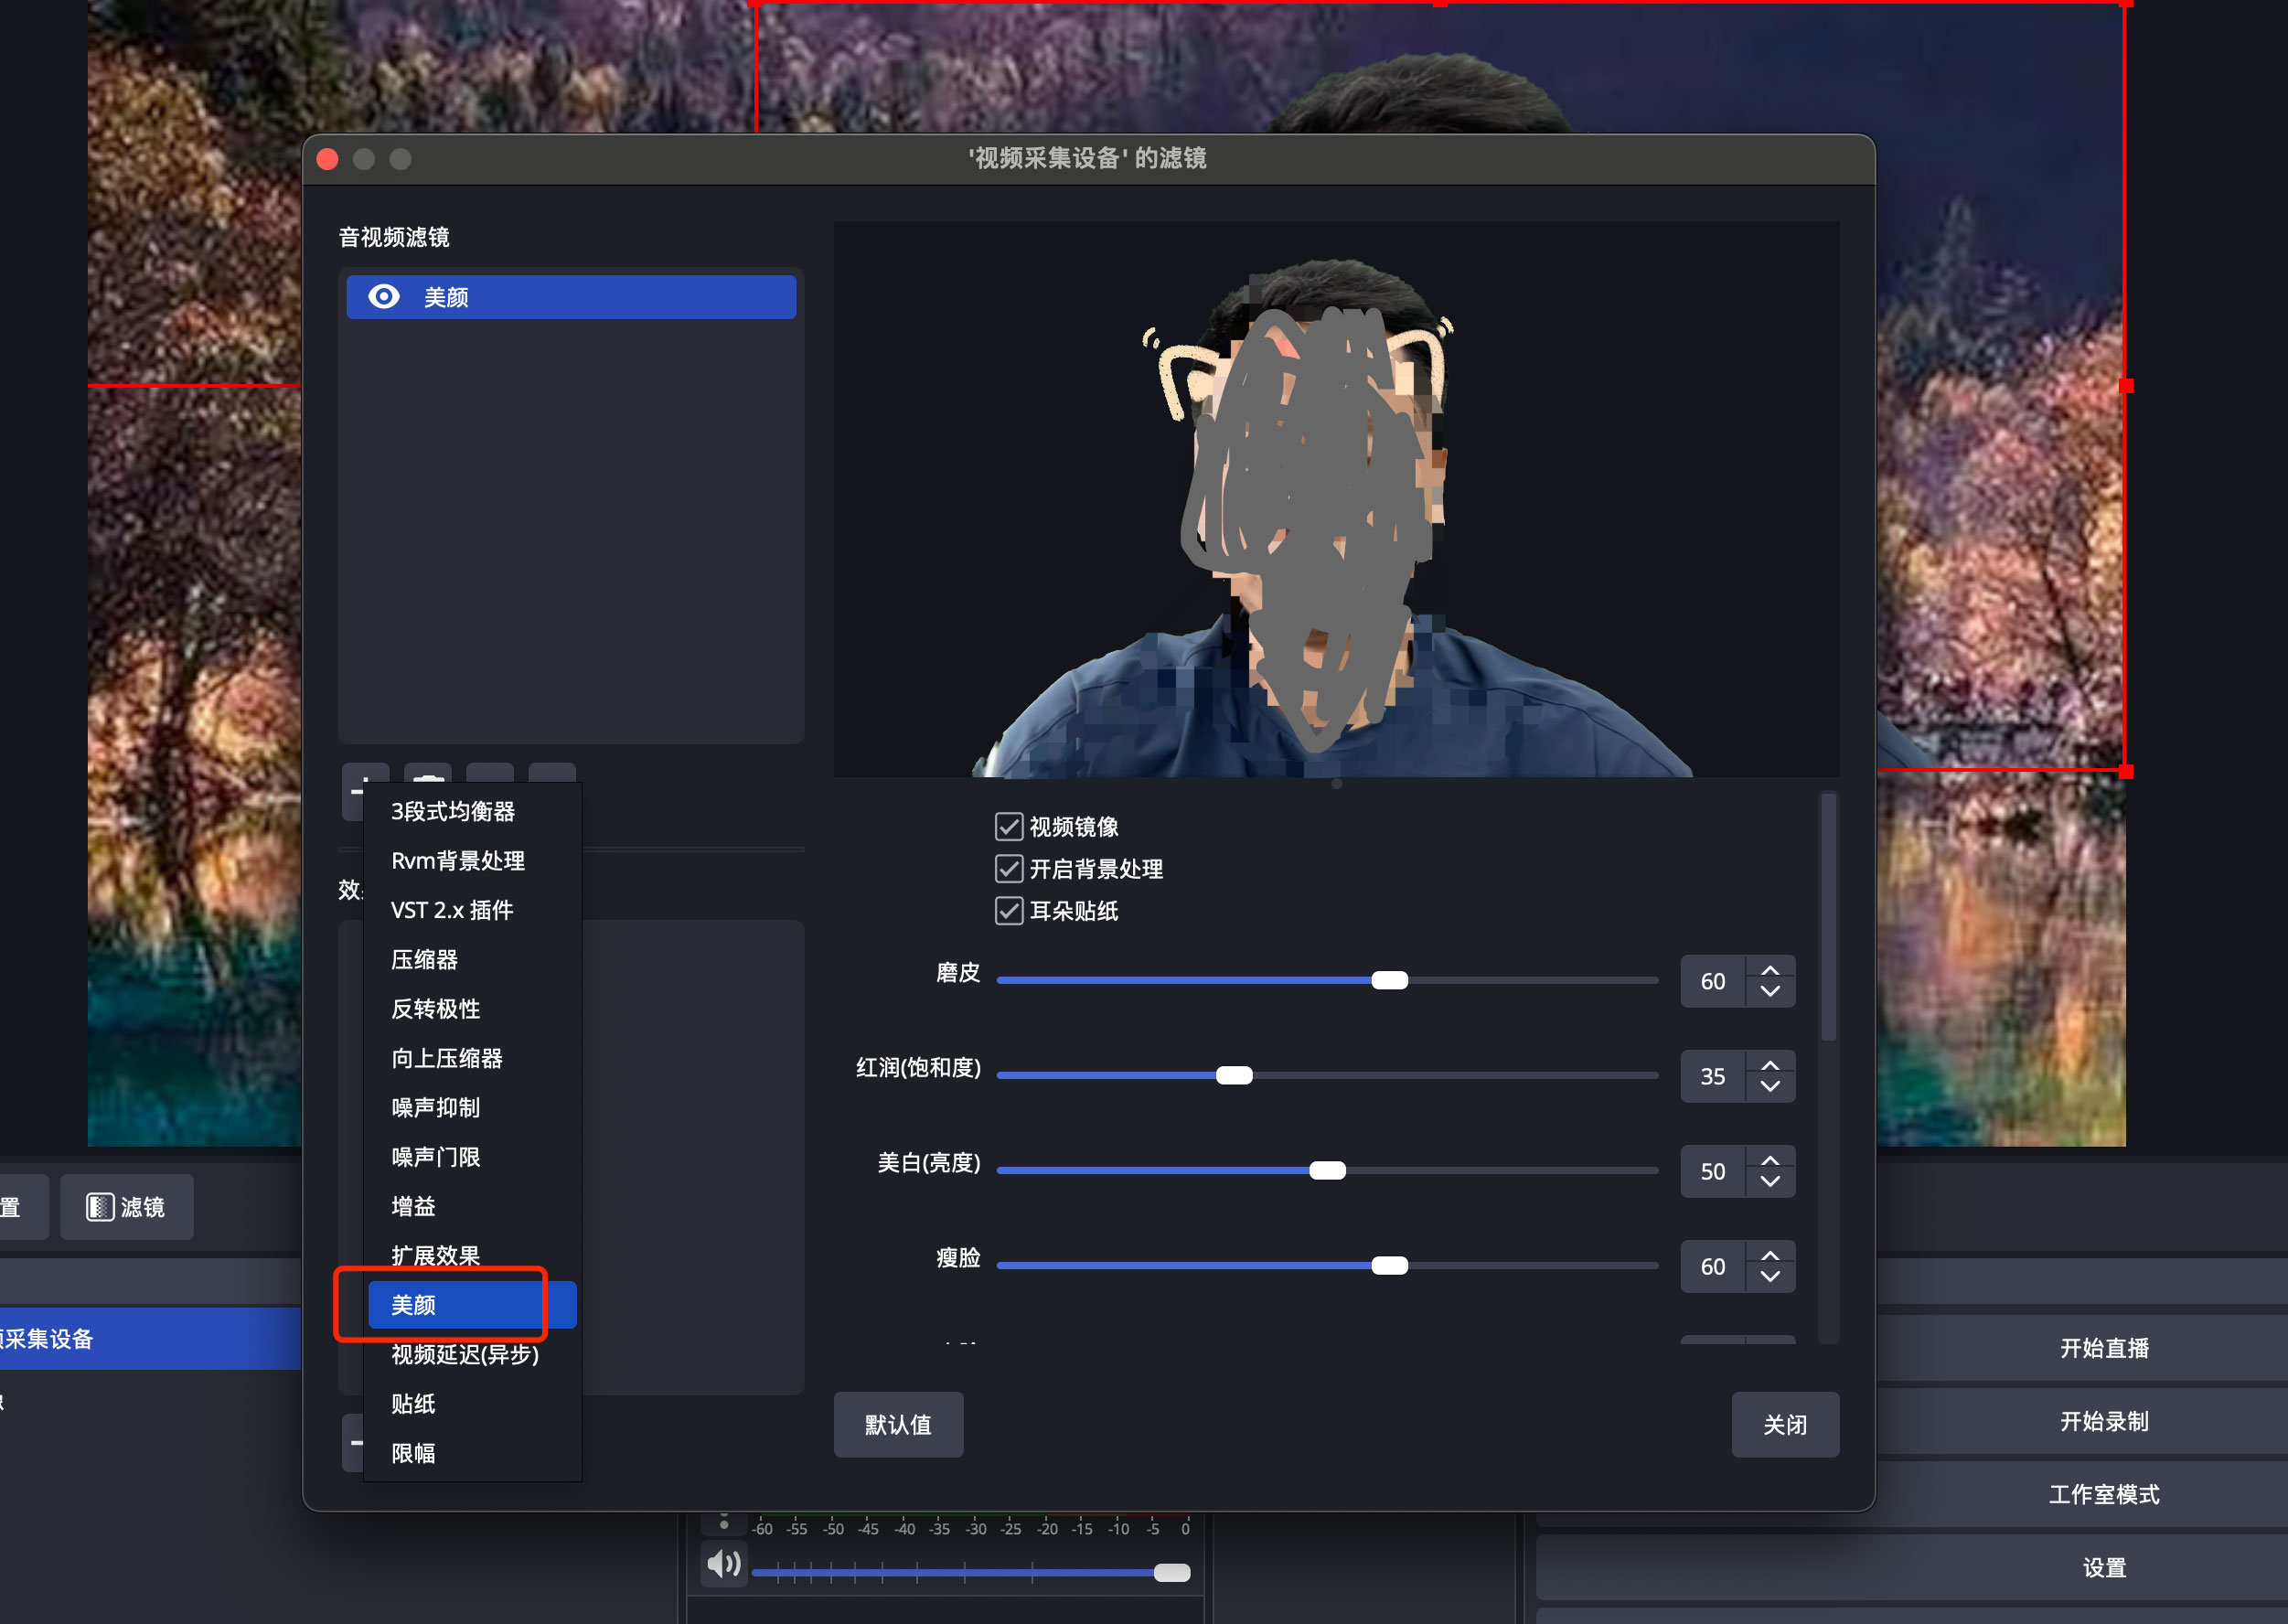 '视频采集设备' 的滤镜
音视频滤镜
美颜
3段式均衡器
Rvm背景处理
VST 2.x 插件
压缩器
反转极性
向上压缩器
噪声抑制
噪声门限
增益
扩展效果
美颜
视频延迟(异步)
贴纸
限幅
效
视频镜像
开启背景处理
耳朵贴纸
磨皮
60
红润(饱和度)
35
美白(亮度)
50
瘦脸
60
默认值
关闭
置
滤镜
采集设备
开始直播
开始录制
工作室模式
设置
-60 -55 -50 -45 -40 -35 -30 -25 -20 -15 -10 -5 0